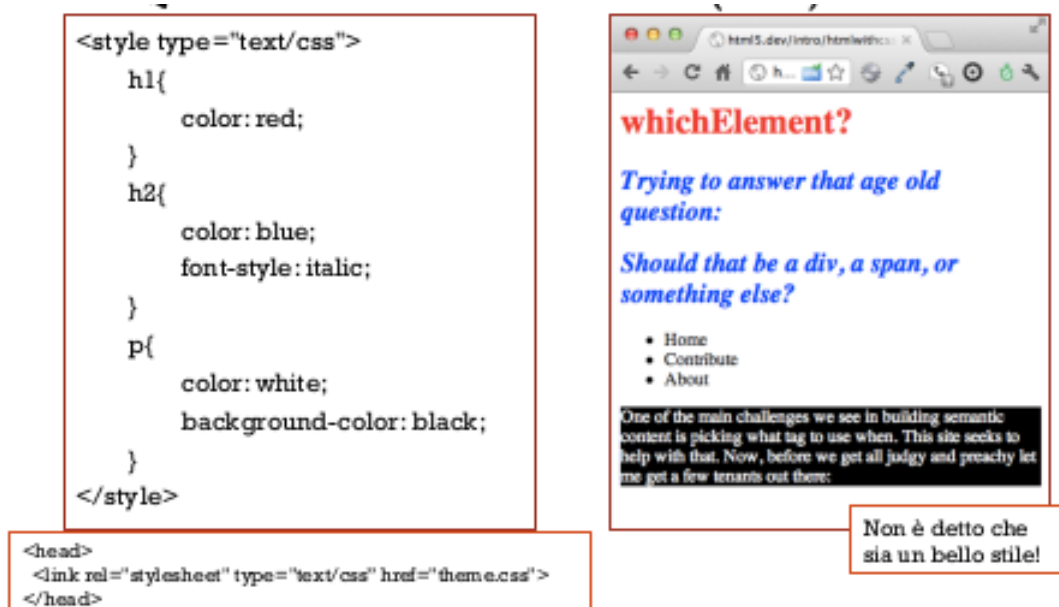 <style type="text/css">
h1{
color: red;
}
h2{
color: blue;
font-style: italic;
}
p{
color: white;
background-color: black;
}
</style>
<head>
<link rel="stylesheet" type="text/css" href="theme.css">
</head>
html5.dev/intro/htmlwithcs
h...
whichElement?
Trying to answer that age old
question:
Should that be a div, a span, or
something else?
• Home
• Contribute
• About
One of the main challenges we see in building semantic
content is picking what tag to use when. This site seeks to
help with that. Now, before we get all judgy and preachy let
me get a few tenants out there:
Non è detto che
sia un bello stile!